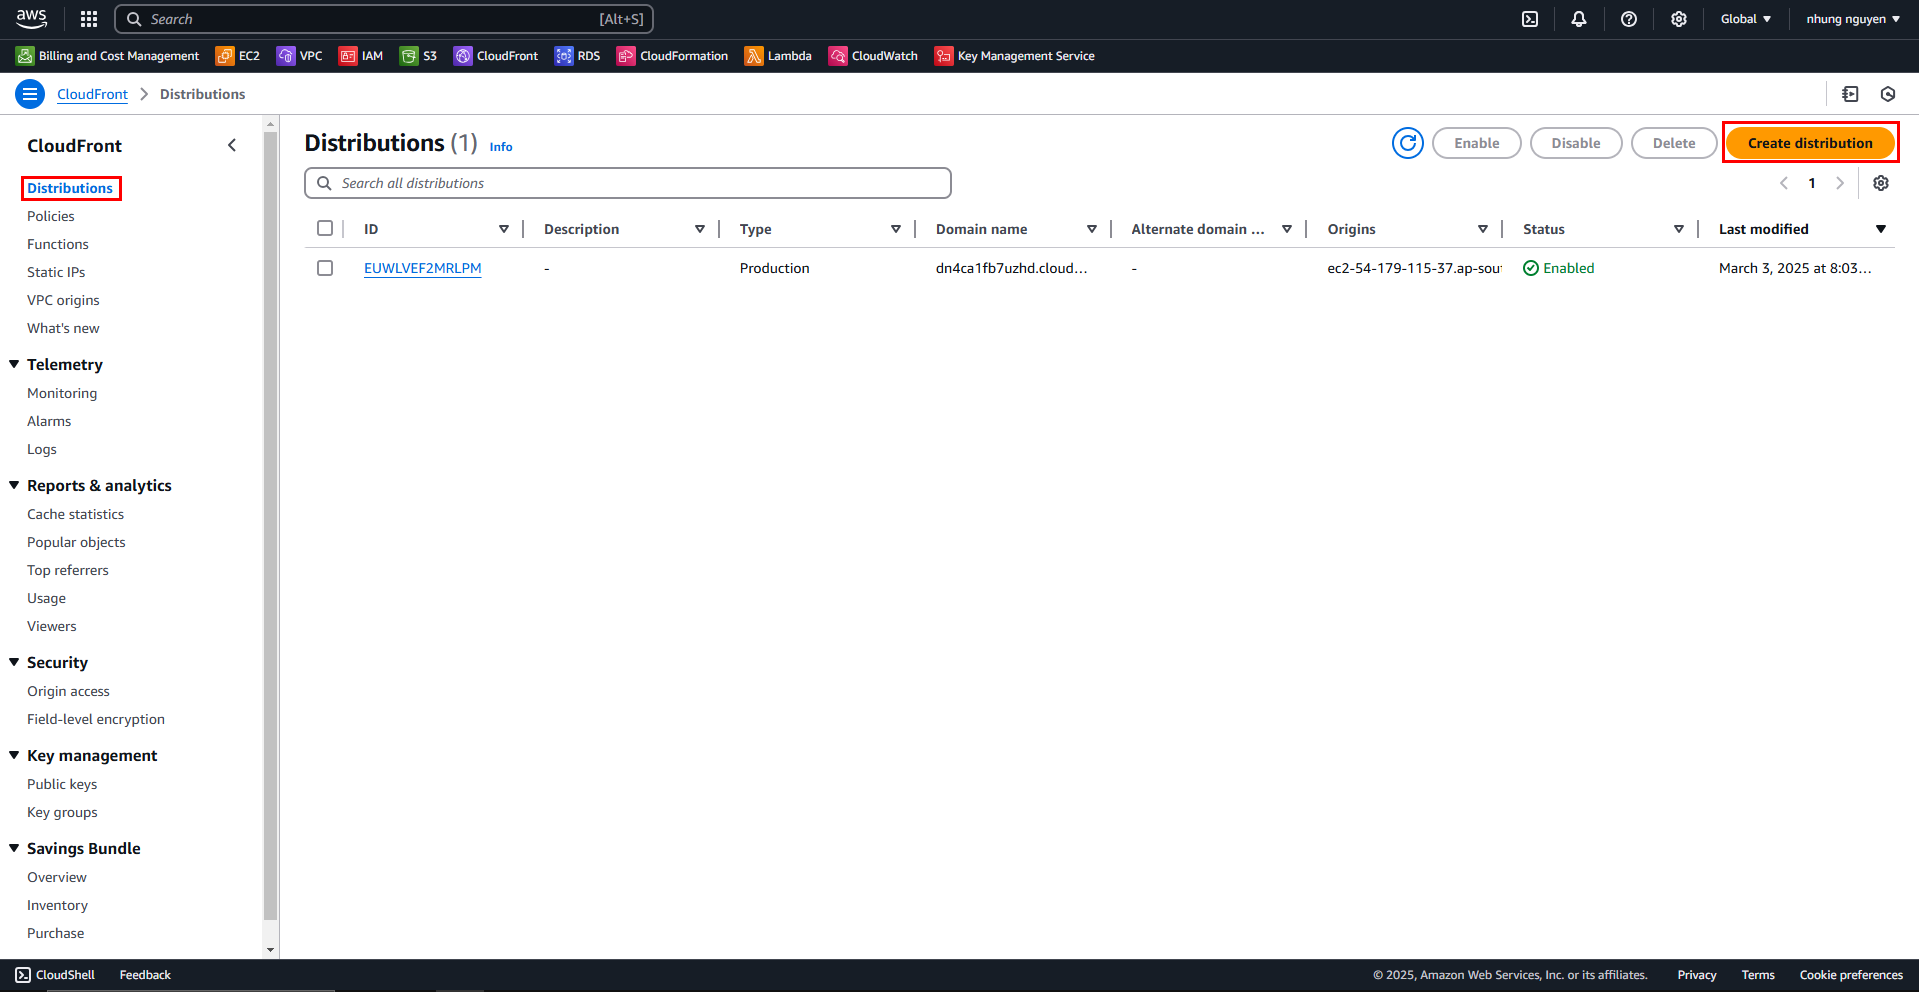 aws
Search [Alt+S]
Global
nhung nguyen
Billing and Cost Management EC2 VPC IAM S3 CloudFront RDS CloudFormation Lambda CloudWatch Key Management Service
CloudFront > Distributions
CloudFront
Distributions
Policies
Functions
Static IPs
VPC origins
What's new
Telemetry
Monitoring
Alarms
Logs
Reports & analytics
Cache statistics
Popular objects
Top referrers
Usage
Viewers
Security
Origin access
Field-level encryption
Key management
Public keys
Key groups
Savings Bundle
Overview
Inventory
Purchase
Distributions (1) Info
Enable Disable Delete Create distribution
Search all distributions
1
ID Description Type Domain name Alternate domain ... Origins Status Last modified
EUWLVEF2MRLPM - Production dn4ca1fb7uzhd.cloud... - ec2-54-179-115-37.ap-sout Enabled March 3, 2025 at 8:03...
CloudShell Feedback
© 2025, Amazon Web Services, Inc. or its affiliates. Privacy Terms Cookie preferences